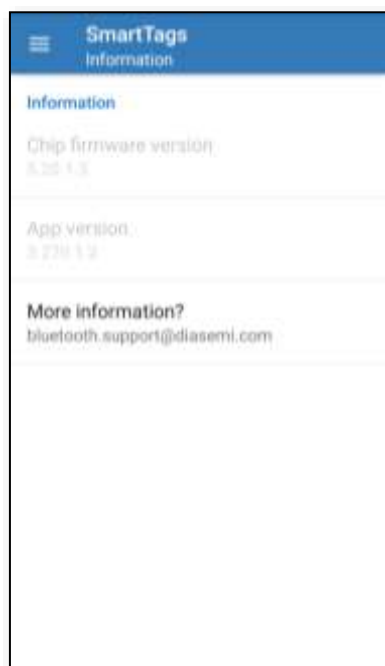 SmartTags
Information
Information
Chip firmware version
App version
More information?
bluetooth.support@diasemi.com